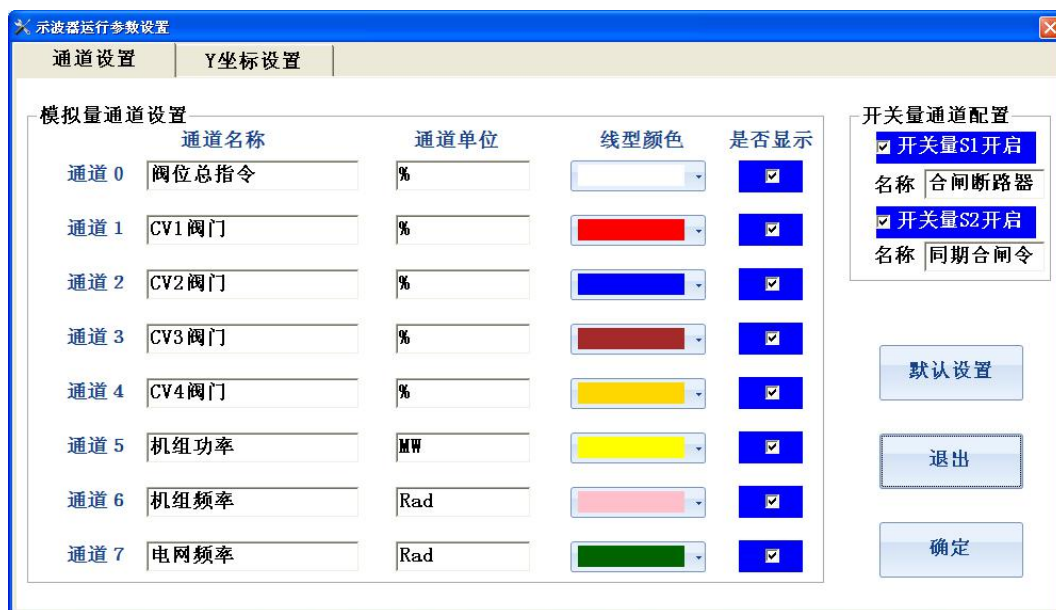 示波器运行参数设置
通道设置 Y坐标设置
模拟量通道设置
通道名称 通道单位 线型颜色 是否显示
通道 0 阀位总指令 %
通道 1 CV1阀门 %
通道 2 CV2阀门 %
通道 3 CV3阀门 %
通道 4 CV4阀门 %
通道 5 机组功率 MW
通道 6 机组频率 Rad
通道 7 电网频率 Rad
开关量通道配置
开关量S1开启
名称 合闸断路器
开关量S2开启
名称 同期合闸令
默认设置
退出
确定